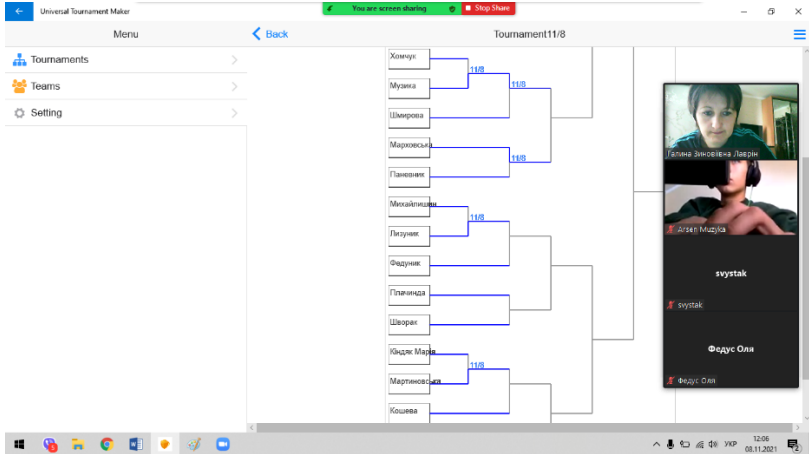 Universal Tournament Maker
You are screen sharing
Stop Share
Menu
Back
Tournament11/8
Tournaments
Teams
Setting
Хомчук
11/8
Музика
11/8
Шмирова
Марховська
11/8
Паневник
Михайлишин
11/8
Лизуник
Федуник
Плачинда
Шворак
Кіндяк Марія
11/8
Мартиновська
Кошева
Галина Зиновіївна Лаврін
Arsen Muzyka
svystak
svystak
Федус Оля
Федус Оля
УКР
12:06
08.11.2021